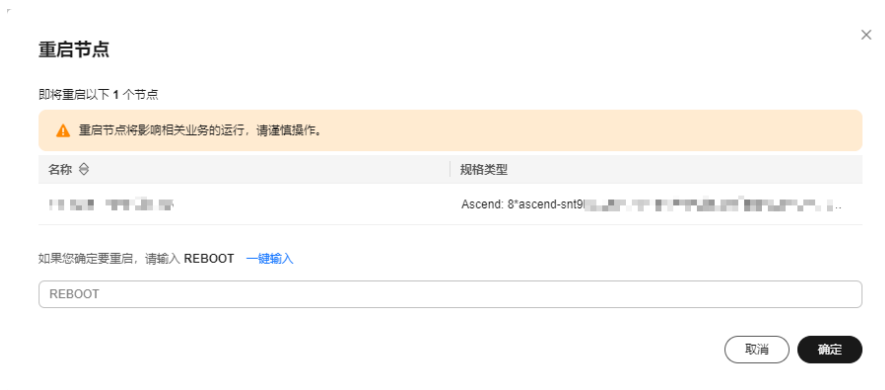 重启节点
即将重启以下 1 个节点
重启节点将影响相关业务的运行，请谨慎操作。
名称 规格类型
Ascend: 8*ascend-snt9
如果您确定要重启，请输入 REBOOT 一键输入
REBOOT
取消 确定